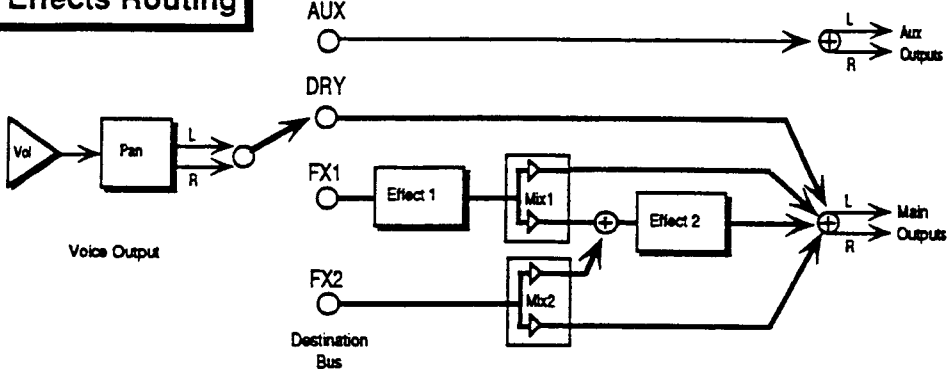 Effects Routing
AUX
L
Aux
R
Outputs
DRY
Vol
Pan
L
R
FX1
Effect 1
Mix1
Effect 2
L
Main
R
Outputs
Voice Output
FX2
Mix2
Destination
Bus